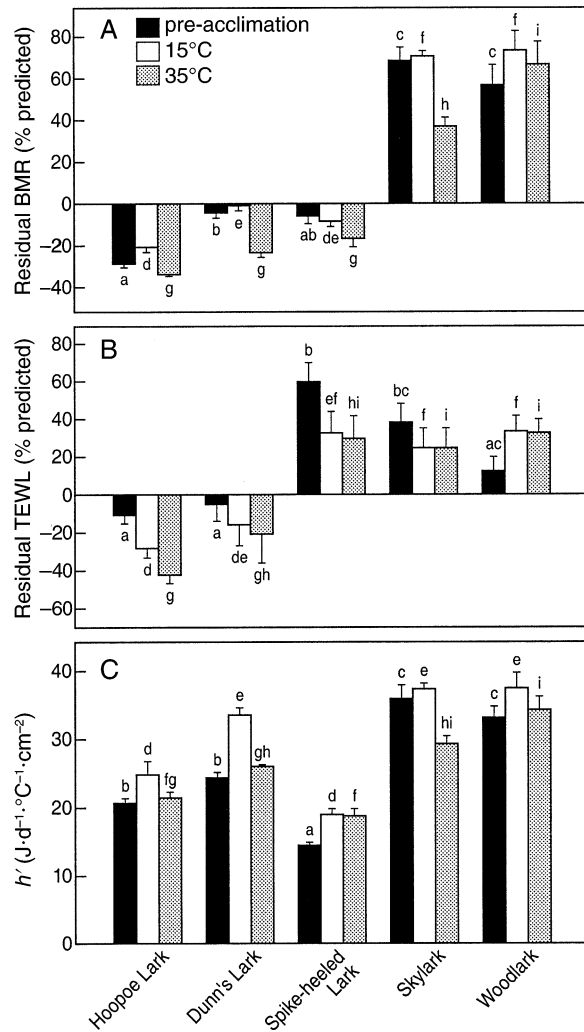 A
pre-acclimation
15°C
35°C
Residual BMR (% predicted)
80
60
40
20
0
−20
−40
a
d
g
b
e
g
ab
de
g
c
f
h
c
f
i
B
Residual TEWL (% predicted)
80
60
40
20
0
−20
−40
−60
a
d
g
a
de
gh
b
ef
hi
bc
f
i
ac
f
i
C
h′ (J·d⁻¹·°C⁻¹·cm⁻²)
40
30
20
10
0
b
d
fg
b
e
gh
a
d
f
c
e
hi
c
e
i
Hoopoe Lark
Dunn's Lark
Spike-heeled
Lark
Skylark
Woodlark